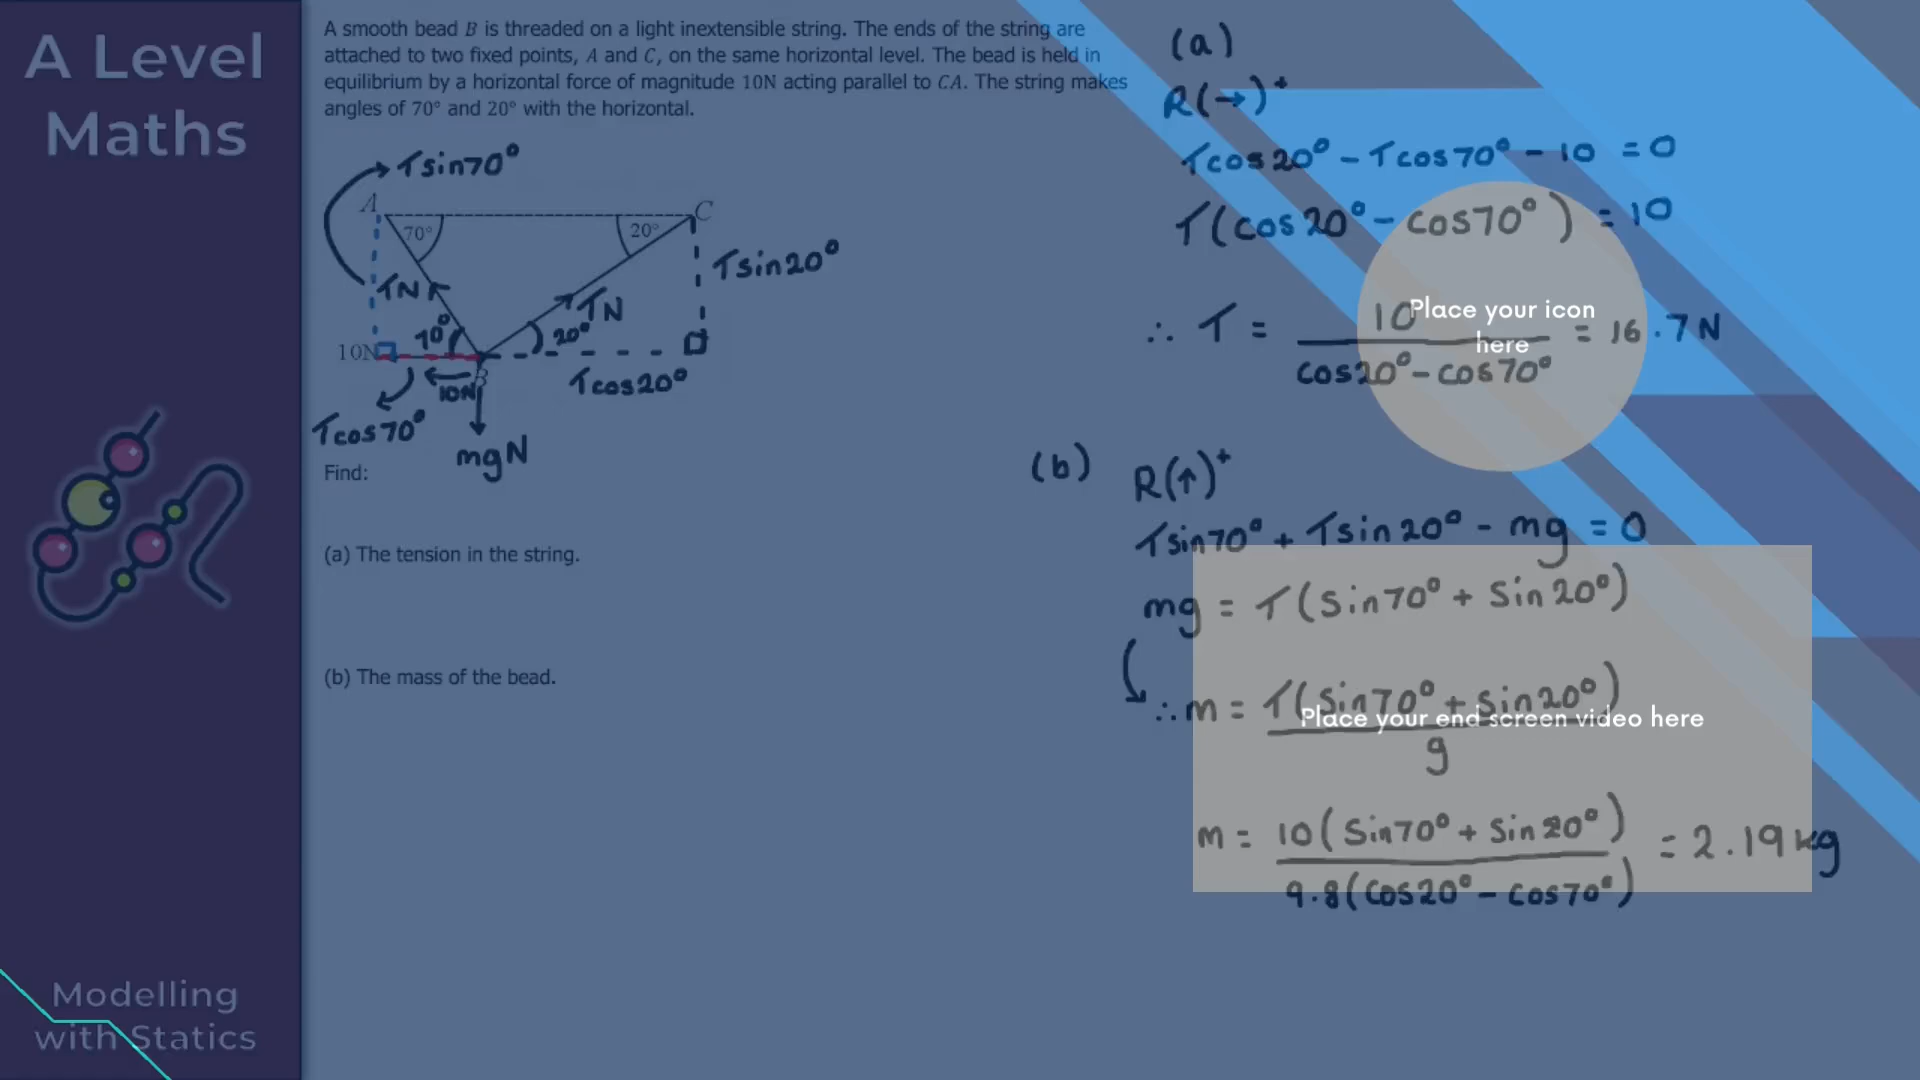 A Level
Maths
A smooth bead B is threaded on a light inextensible string. The ends of the string are
attached to two fixed points, A and C, on the same horizontal level. The bead is held in
equilibrium by a horizontal force of magnitude 10N acting parallel to CA. The string makes
angles of 70° and 20° with the horizontal.
Tsin70°
A
C
70°
20°
Tsin20°
TN
TN
70°
20°
10N
B
10N
Tcos20°
Tcos70°
mgN
Find:
(a) The tension in the string.
(b) The mass of the bead.
(a)
R(→)⁺
Tcos20° - Tcos70° - 10 = 0
T(cos20° - cos70°) = 10
∴ T = 10 / cos20° - cos70° = 16.7N
Place your icon
here
(b) R(↑)⁺
Tsin70° + Tsin20° - mg = 0
mg = T(sin70° + sin20°)
∴ m = T(sin70° + sin20°) / g
Place your end screen video here
m = 10(sin70° + sin20°) / 9.8(cos20° - cos70°) = 2.19kg
Modelling
with Statics